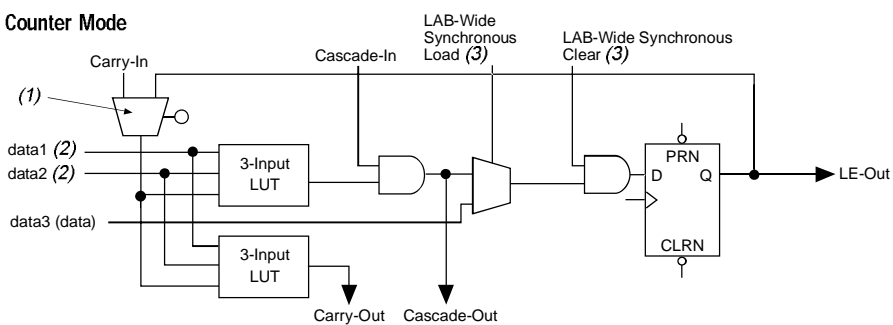 Counter Mode
Carry-In
(1)
Cascade-In
LAB-Wide
Synchronous
Load (3)
LAB-Wide Synchronous
Clear (3)
data1 (2)
data2 (2)
3-Input
LUT
data3 (data)
3-Input
LUT
PRN
D
Q
CLRN
LE-Out
Carry-Out
Cascade-Out